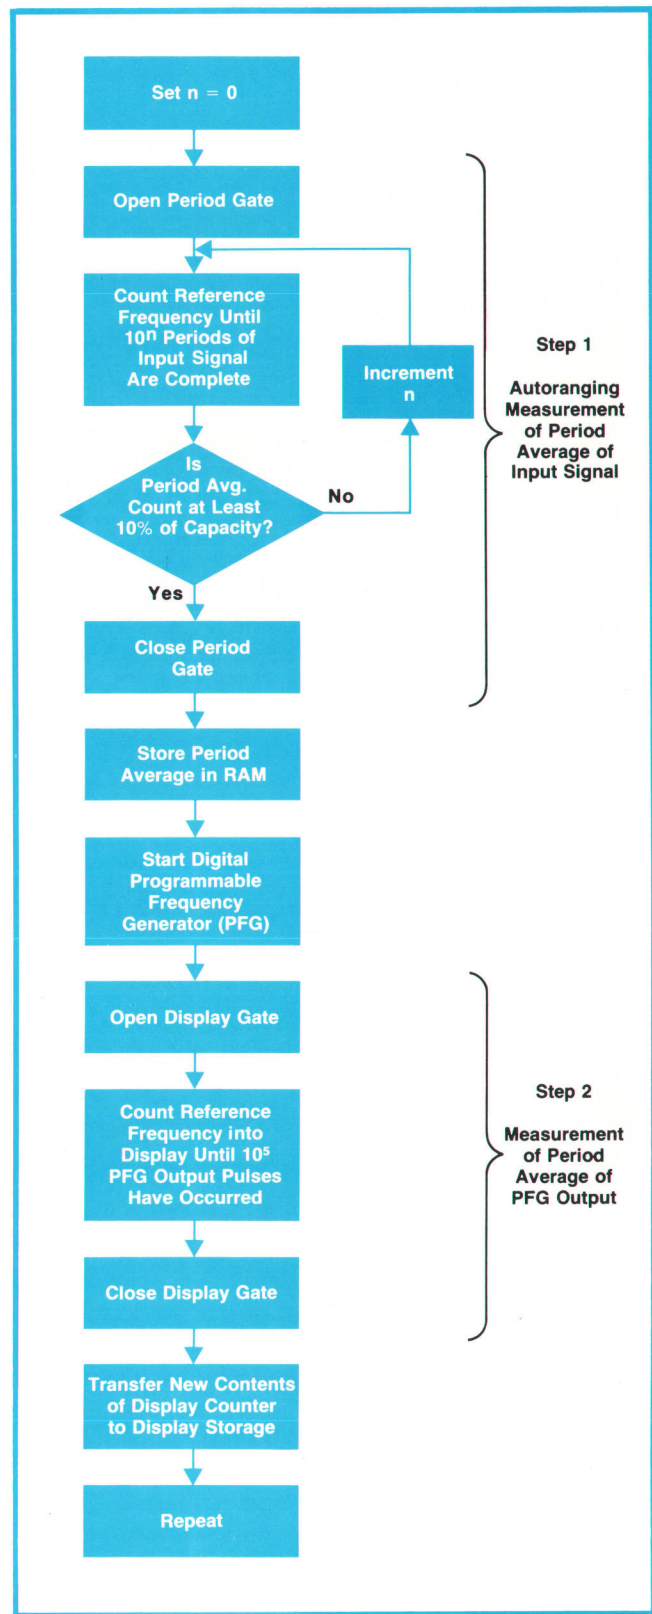 Set n = 0
Open Period Gate
Count Reference
Frequency Until
10ⁿ Periods of
Input Signal
Are Complete
Increment
n
Is
Period Avg.
Count at Least
10% of Capacity?
No
Yes
Close Period
Gate
Step 1
Autoranging
Measurement
of Period
Average of
Input Signal
Store Period
Average in RAM
Start Digital
Programmable
Frequency
Generator (PFG)
Open Display Gate
Count Reference
Frequency into
Display Until 10⁵
PFG Output Pulses
Have Occurred
Close Display Gate
Step 2
Measurement
of Period
Average of
PFG Output
Transfer New Contents
of Display Counter
to Display Storage
Repeat